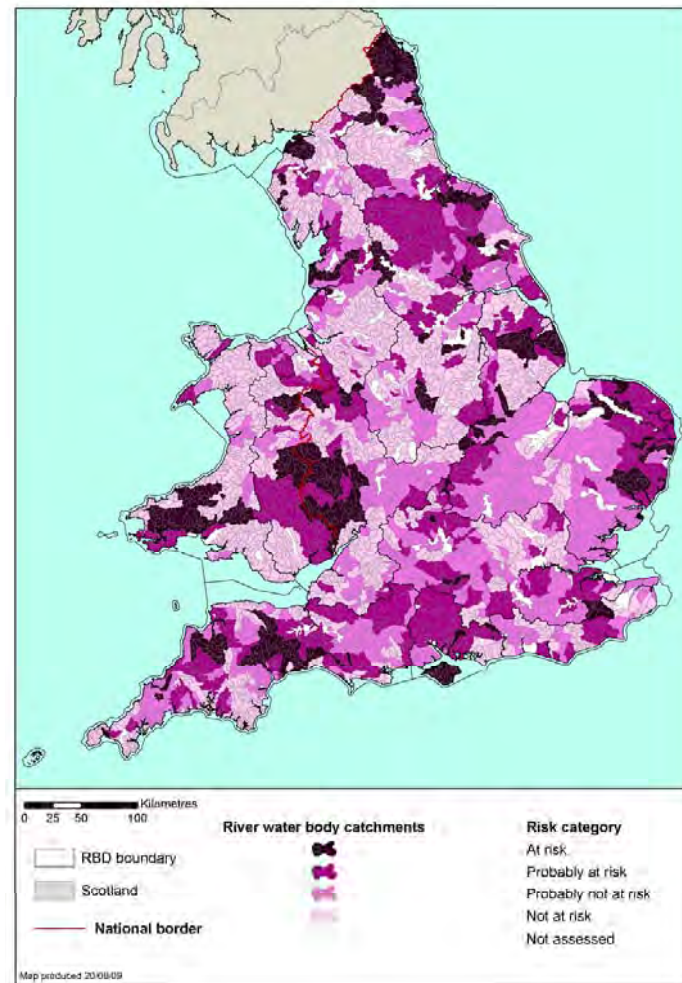 Kilometres
0 25 50 100
River water body catchments
Risk category
RBD boundary
At risk
Probably at risk
Scotland
Probably not at risk
Not at risk
National border
Not assessed
Map produced 20/08/09